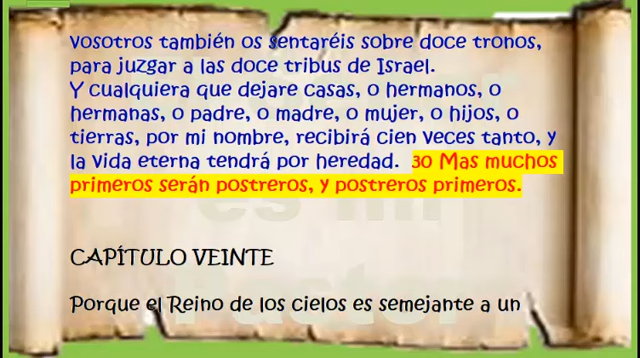 vosotros también os sentaréis sobre doce tronos,
para juzgar a las doce tribus de Israel.
Y cualquiera que dejare casas, o hermanos, o
hermanas, o padre, o madre, o mujer, o hijos, o
tierras, por mi nombre, recibirá cien veces tanto, y
la vida eterna tendrá por heredad. 30 Mas muchos
primeros serán postreros, y postreros primeros.
es mi
Pastor
CAPÍTULO VEINTE
Porque el Reino de los cielos es semejante a un